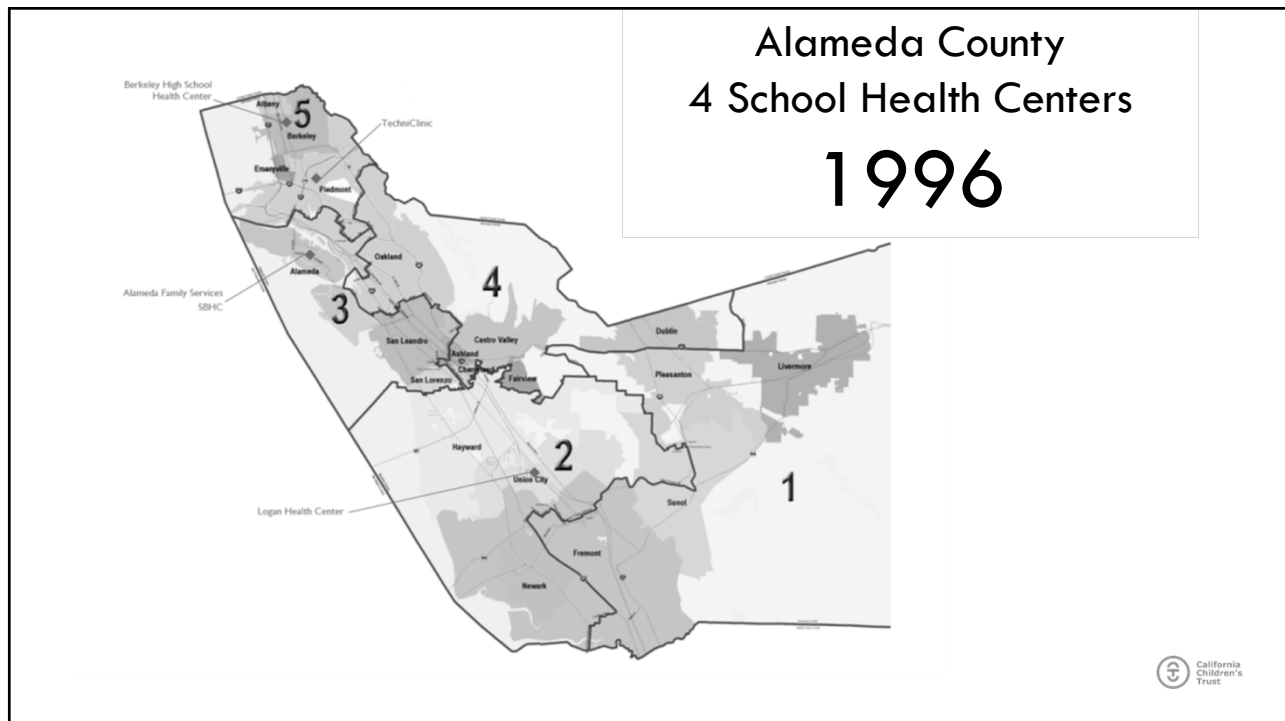 Alameda County
4 School Health Centers
1996
Berkeley High School
Health Center
Albany
5
Berkeley
TechniClinic
Emeryville
Piedmont
Oakland
4
Alameda
Alameda Family Services
SBHC
3
San Leandro
Castro Valley
Ashland
San Lorenzo
Fairview
Dublin
Livermore
Pleasanton
Hayward
2
Union City
1
Logan Health Center
Sunol
Fremont
Newark
California
Children's
Trust